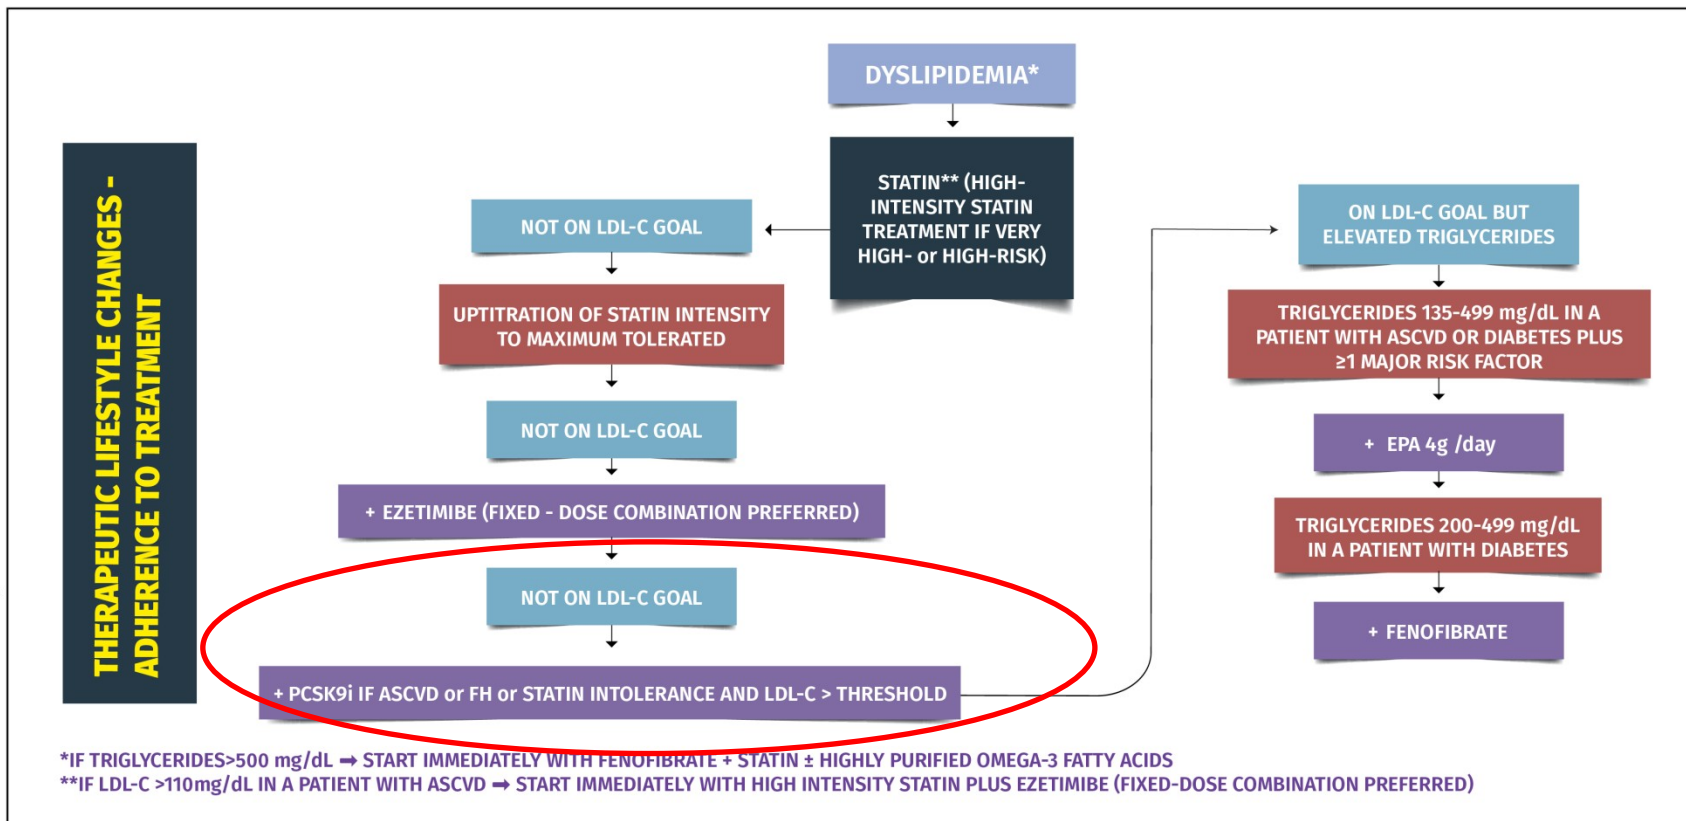 DYSLIPIDEMIA*
THERAPEUTIC LIFESTYLE CHANGES -
ADHERENCE TO TREATMENT
STATIN** (HIGH-
INTENSITY STATIN
TREATMENT IF VERY
HIGH- or HIGH-RISK)
NOT ON LDL-C GOAL
UPTITRATION OF STATIN INTENSITY
TO MAXIMUM TOLERATED
NOT ON LDL-C GOAL
+ EZETIMIBE (FIXED - DOSE COMBINATION PREFERRED)
NOT ON LDL-C GOAL
+ PCSK9i IF ASCVD or FH or STATIN INTOLERANCE AND LDL-C > THRESHOLD
ON LDL-C GOAL BUT
ELEVATED TRIGLYCERIDES
TRIGLYCERIDES 135-499 mg/dL IN A
PATIENT WITH ASCVD OR DIABETES PLUS
≥1 MAJOR RISK FACTOR
+ EPA 4g /day
TRIGLYCERIDES 200-499 mg/dL
IN A PATIENT WITH DIABETES
+ FENOFIBRATE
*IF TRIGLYCERIDES>500 mg/dL ➞ START IMMEDIATELY WITH FENOFIBRATE + STATIN ± HIGHLY PURIFIED OMEGA-3 FATTY ACIDS
**IF LDL-C >110mg/dL IN A PATIENT WITH ASCVD ➞ START IMMEDIATELY WITH HIGH INTENSITY STATIN PLUS EZETIMIBE (FIXED-DOSE COMBINATION PREFERRED)